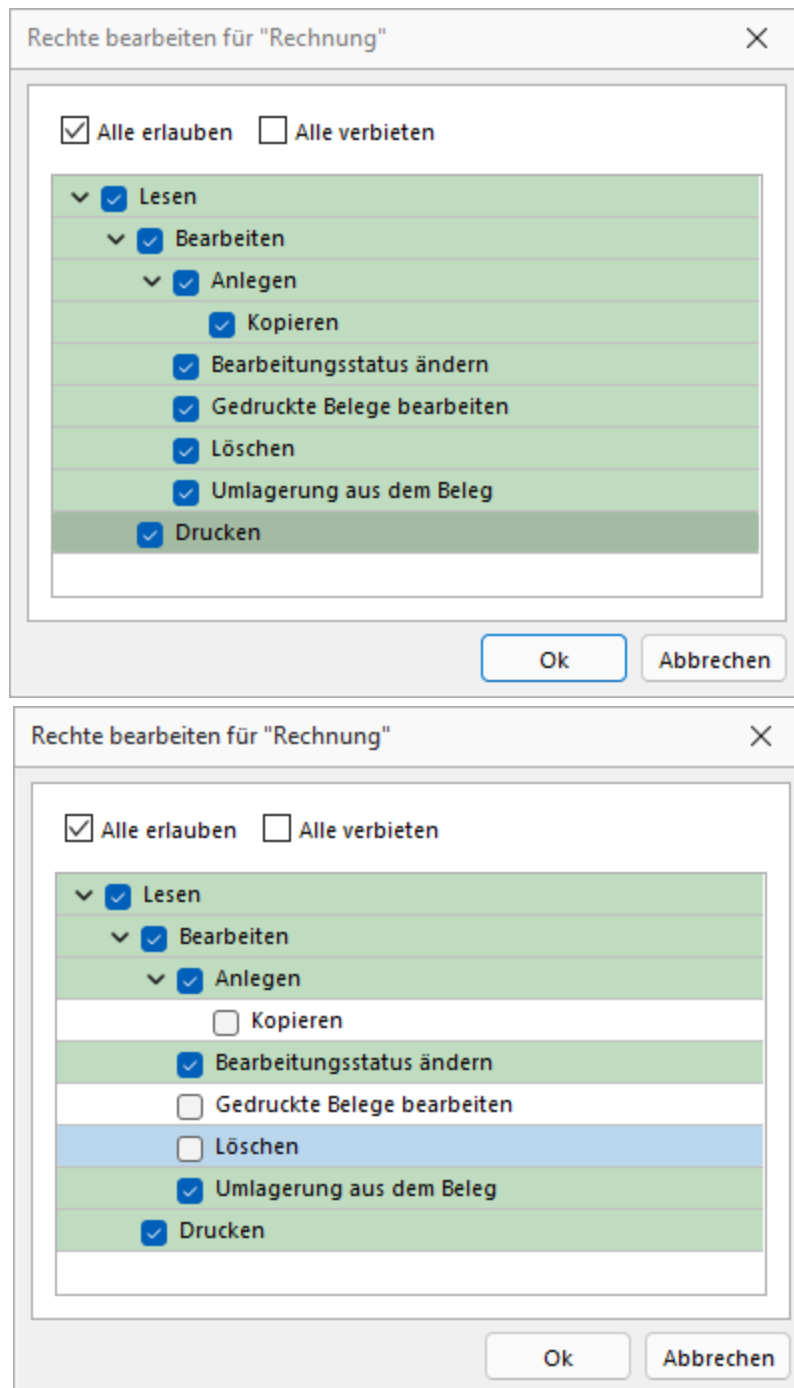 Rechte bearbeiten für "Rechnung"
Alle erlauben Alle verbieten
Lesen
Bearbeiten
Anlegen
Kopieren
Bearbeitungsstatus ändern
Gedruckte Belege bearbeiten
Löschen
Umlagerung aus dem Beleg
Drucken
Ok Abbrechen
Rechte bearbeiten für "Rechnung"
Alle erlauben Alle verbieten
Lesen
Bearbeiten
Anlegen
Kopieren
Bearbeitungsstatus ändern
Gedruckte Belege bearbeiten
Löschen
Umlagerung aus dem Beleg
Drucken
Ok Abbrechen